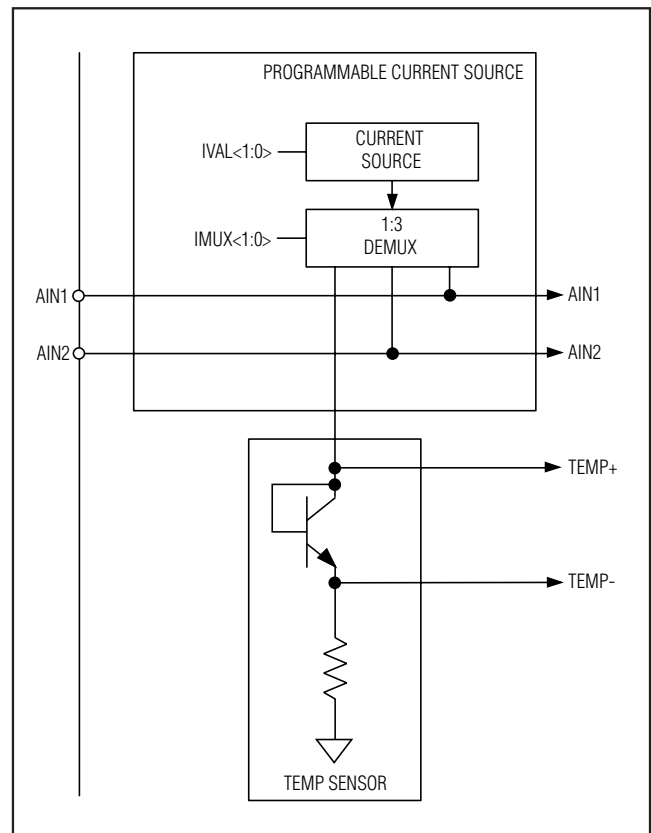 PROGRAMMABLE CURRENT SOURCE
CURRENT
SOURCE
IVAL<1:0>
1:3
DEMUX
IMUX<1:0>
AIN1
AIN1
AIN2
AIN2
TEMP+
TEMP-
TEMP SENSOR